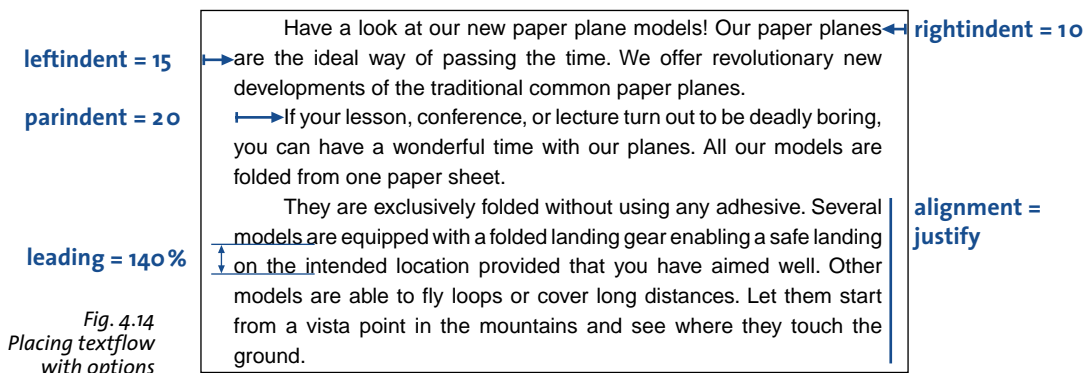 Have a look at our new paper plane models! Our paper planes
rightindent = 10
leftindent = 15
are the ideal way of passing the time. We offer revolutionary new
developments of the traditional common paper planes.
parindent = 20
If your lesson, conference, or lecture turn out to be deadly boring,
you can have a wonderful time with our planes. All our models are
folded from one paper sheet.
They are exclusively folded without using any adhesive. Several
models are equipped with a folded landing gear enabling a safe landing
on the intended location provided that you have aimed well. Other
models are able to fly loops or cover long distances. Let them start
from a vista point in the mountains and see where they touch the
ground.
alignment =
justify
leading = 140 %
Fig. 4.14
Placing textflow
with options